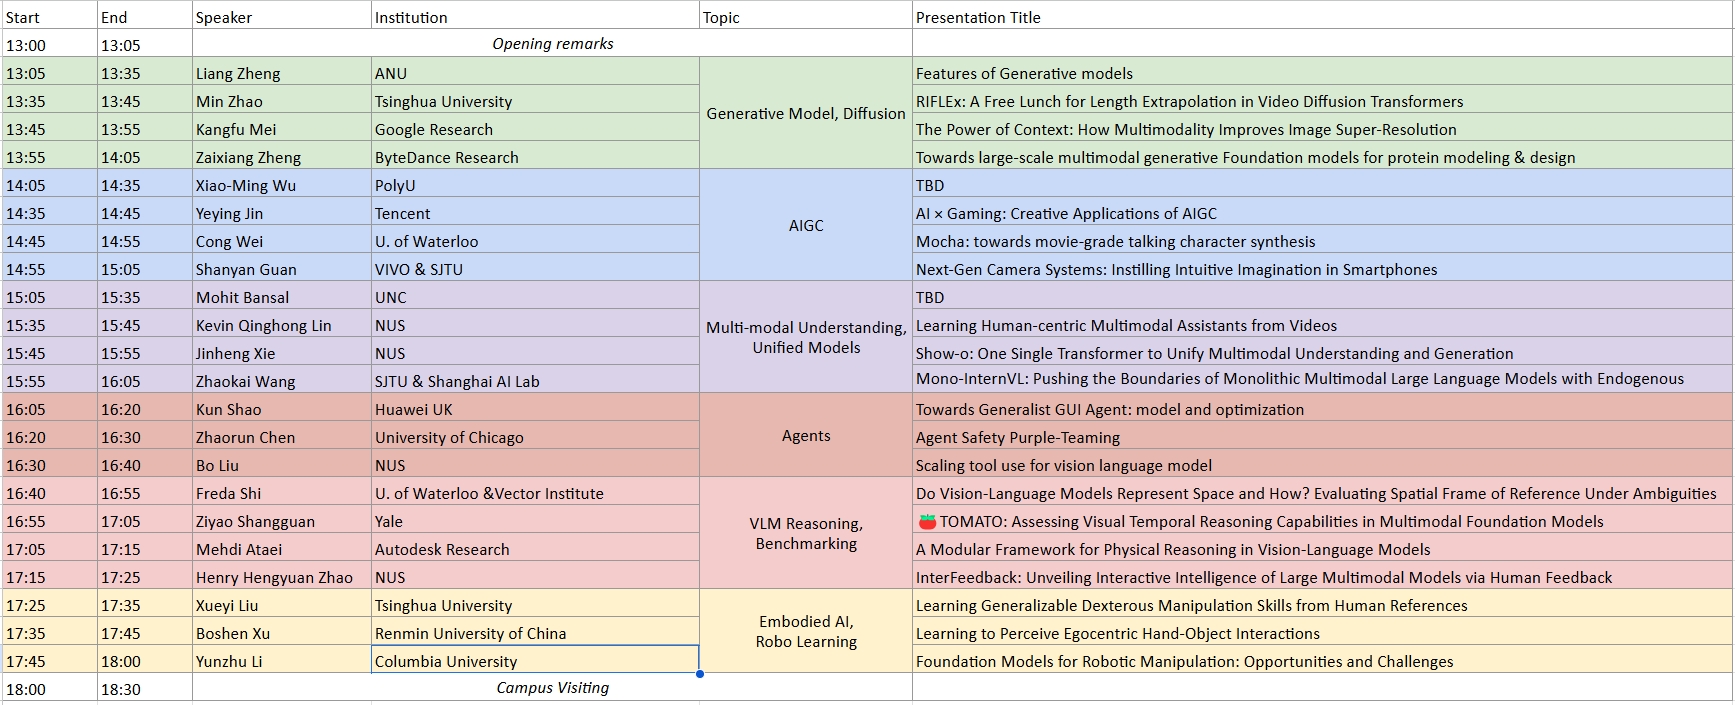 Start End Speaker Institution Topic Presentation Title
13:00 13:05 Opening remarks
13:05 13:35 Liang Zheng ANU Generative Model, Diffusion Features of Generative models
13:35 13:45 Min Zhao Tsinghua University RIFLEx: A Free Lunch for Length Extrapolation in Video Diffusion Transformers
13:45 13:55 Kangfu Mei Google Research The Power of Context: How Multimodality Improves Image Super-Resolution
13:55 14:05 Zaixiang Zheng ByteDance Research Towards large-scale multimodal generative Foundation models for protein modeling & design
14:05 14:35 Xiao-Ming Wu PolyU AIGC TBD
14:35 14:45 Yeying Jin Tencent AI × Gaming: Creative Applications of AIGC
14:45 14:55 Cong Wei U. of Waterloo Mocha: towards movie-grade talking character synthesis
14:55 15:05 Shanyan Guan VIVO & SJTU Next-Gen Camera Systems: Instilling Intuitive Imagination in Smartphones
15:05 15:35 Mohit Bansal UNC Multi-modal Understanding, Unified Models TBD
15:35 15:45 Kevin Qinghong Lin NUS Learning Human-centric Multimodal Assistants from Videos
15:45 15:55 Jinheng Xie NUS Show-o: One Single Transformer to Unify Multimodal Understanding and Generation
15:55 16:05 Zhaokai Wang SJTU & Shanghai AI Lab Mono-InternVL: Pushing the Boundaries of Monolithic Multimodal Large Language Models with Endogenous
16:05 16:20 Kun Shao Huawei UK Agents Towards Generalist GUI Agent: model and optimization
16:20 16:30 Zhaorun Chen University of Chicago Agent Safety Purple-Teaming
16:30 16:40 Bo Liu NUS Scaling tool use for vision language model
16:40 16:55 Freda Shi U. of Waterloo &Vector Institute VLM Reasoning, Benchmarking Do Vision-Language Models Represent Space and How? Evaluating Spatial Frame of Reference Under Ambiguities
16:55 17:05 Ziyao Shangguan Yale 🍅 TOMATO: Assessing Visual Temporal Reasoning Capabilities in Multimodal Foundation Models
17:05 17:15 Mehdi Ataei Autodesk Research A Modular Framework for Physical Reasoning in Vision-Language Models
17:15 17:25 Henry Hengyuan Zhao NUS InterFeedback: Unveiling Interactive Intelligence of Large Multimodal Models via Human Feedback
17:25 17:35 Xueyi Liu Tsinghua University Embodied AI, Robo Learning Learning Generalizable Dexterous Manipulation Skills from Human References
17:35 17:45 Boshen Xu Renmin University of China Learning to Perceive Egocentric Hand-Object Interactions
17:45 18:00 Yunzhu Li Columbia University Foundation Models for Robotic Manipulation: Opportunities and Challenges
18:00 18:30 Campus Visiting